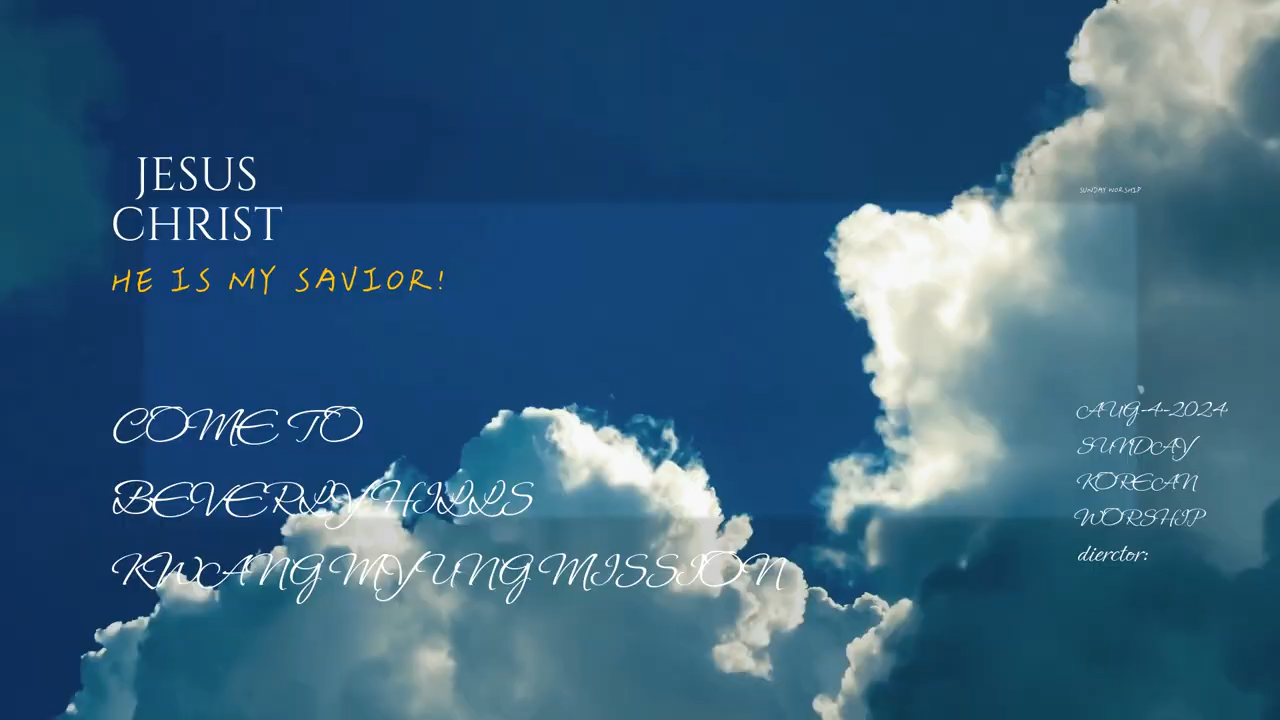 JESUS
CHRIST
HE IS MY SAVIOR!
COME TO
BEVERLY HILLS
KWANG MYUNG MISSION
SUNDAY WORSHIP
AUG-4-2024
SUNDAY
KOREAN
WORSHIP
dierctor: